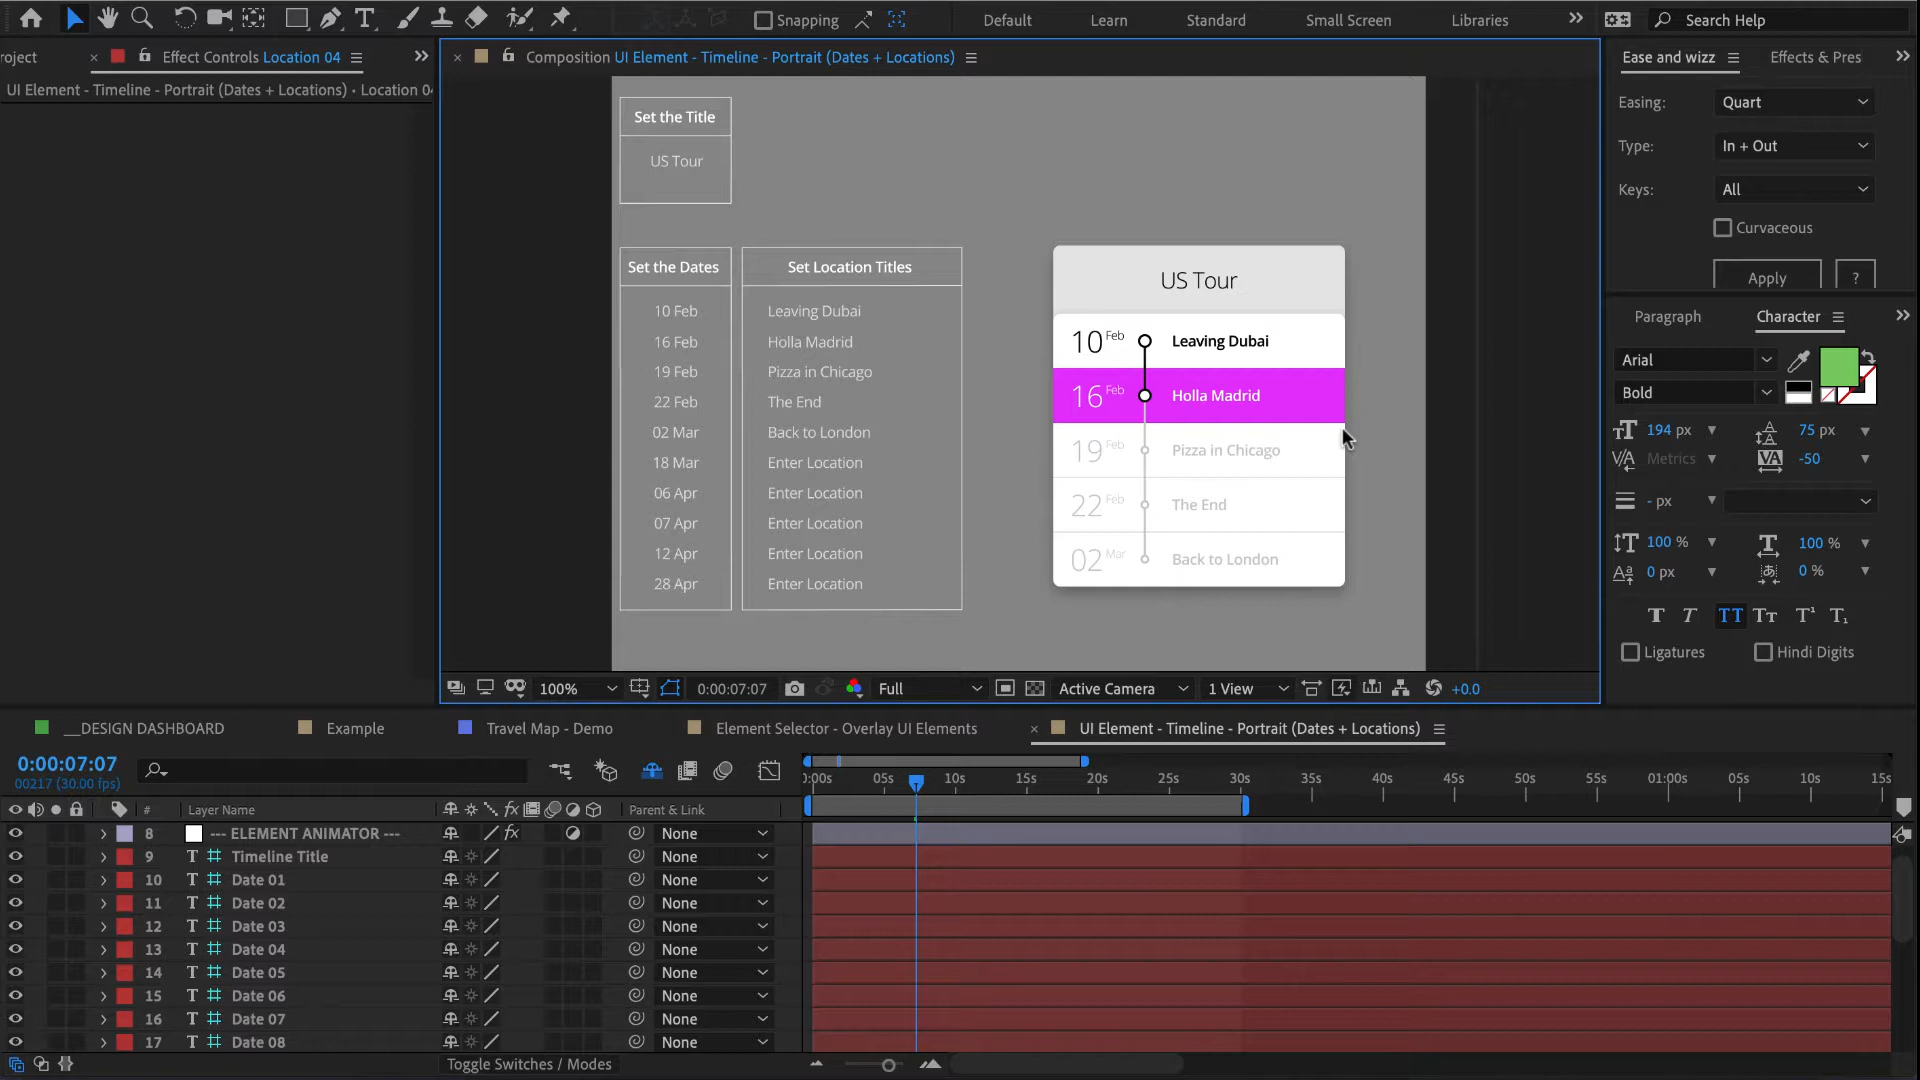 Snapping
Default
Learn
Standard
Small Screen
Libraries
Search Help
roject
Effect Controls Location 04
Composition UI Element - Timeline - Portrait (Dates + Locations)
Ease and wizz
Effects & Pres
UI Element - Timeline - Portrait (Dates + Locations) • Location 04
Easing:
Quart
Type:
In + Out
Keys:
All
Curvaceous
Apply
?
Set the Title
US Tour
Set the Dates
10 Feb
16 Feb
19 Feb
22 Feb
02 Mar
18 Mar
06 Apr
07 Apr
12 Apr
28 Apr
Set Location Titles
Leaving Dubai
Holla Madrid
Pizza in Chicago
The End
Back to London
Enter Location
Enter Location
Enter Location
Enter Location
Enter Location
US Tour
10 Feb Leaving Dubai
16 Feb Holla Madrid
19 Feb Pizza in Chicago
22 Feb The End
02 Mar Back to London
Paragraph
Character
Arial
Bold
194 px
75 px
Metrics
-50
- px
100 %
100 %
0 px
0 %
Ligatures
Hindi Digits
100%
0:00:07:07
Full
Active Camera
1 View
+0.0
__DESIGN DASHBOARD
Example
Travel Map - Demo
Element Selector - Overlay UI Elements
UI Element - Timeline - Portrait (Dates + Locations)
0:00:07:07
00217 (30.00 fps)
):00s 05s 10s 15s 20s 25s 30s 35s 40s 45s 50s 55s 01:00s 05s 10s 15s
# Layer Name
Parent & Link
8 --- ELEMENT ANIMATOR --- None
9 T Timeline Title None
10 T Date 01 None
11 T Date 02 None
12 T Date 03 None
13 T Date 04 None
14 T Date 05 None
15 T Date 06 None
16 T Date 07 None
17 T Date 08 None
Toggle Switches / Modes